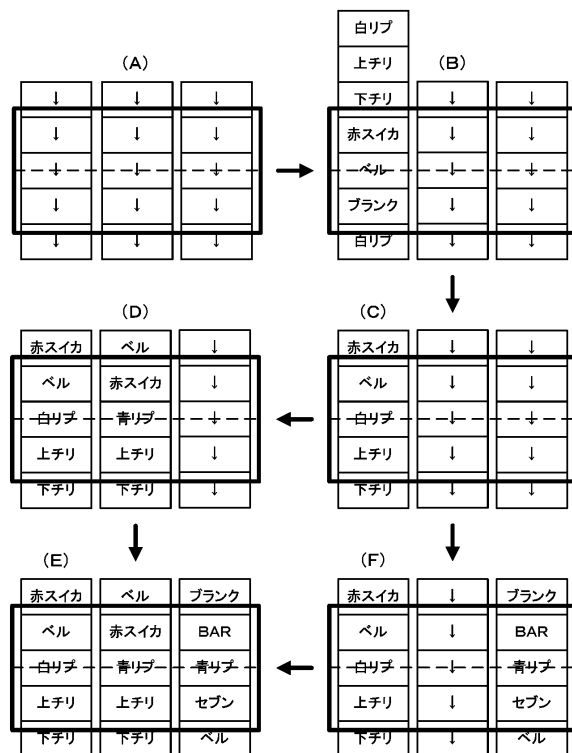 白リプ
上チリ
(A) (B)
↓ ↓ ↓ 下チリ ↓ ↓
↓ ↓ ↓ 赤スイカ ↓ ↓
↓ ↓ ↓ ベル ↓ ↓
↓ ↓ ↓ ブランク ↓ ↓
↓ ↓ ↓ 白リプ ↓ ↓
(D) (C)
赤スイカ ベル ↓ 赤スイカ ↓ ↓
ベル 赤スイカ ↓ ベル ↓ ↓
白リプ 青リプ ↓ 白リプ ↓ ↓
上チリ 上チリ ↓ 上チリ ↓ ↓
下チリ 下チリ ↓ 下チリ ↓ ↓
(E) (F)
赤スイカ ベル ブランク 赤スイカ ↓ ブランク
ベル 赤スイカ BAR ベル ↓ BAR
白リプ 青リプ 青リプ 白リプ ↓ 青リプ
上チリ 上チリ セブン 上チリ ↓ セブン
下チリ 下チリ ベル 下チリ ↓ ベル